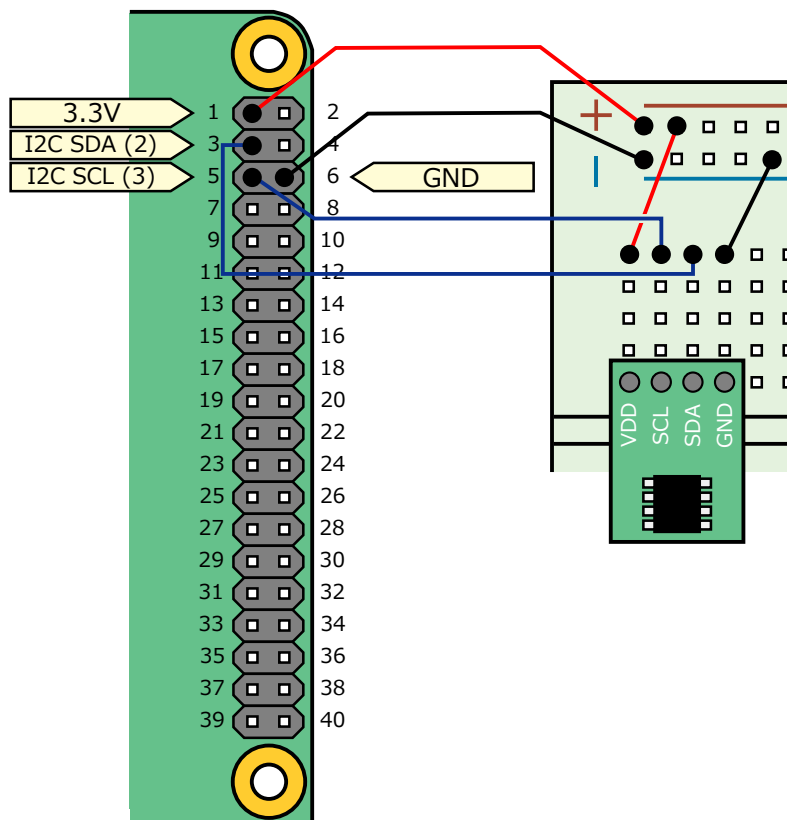 3.3V 1 2
I2C SDA (2) 3 4
I2C SCL (3) 5 6 GND
7 8
9 10
11 12
13 14
15 16
17 18
19 20
21 22
23 24
25 26
27 28
29 30
31 32
33 34
35 36
37 38
39 40
+
−
VDD
SCL
SDA
GND